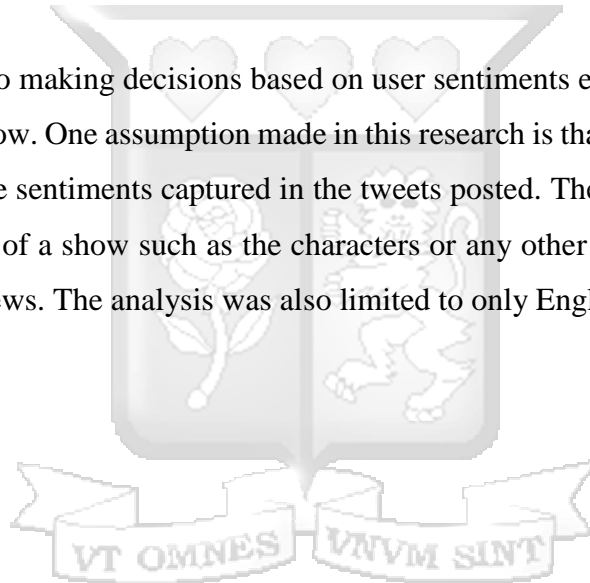 o making decisions based on user sentiments e
ow. One assumption made in this research is tha
e sentiments captured in the tweets posted. The
of a show such as the characters or any other
ews. The analysis was also limited to only Engl
VT OMNES VNVM SINT